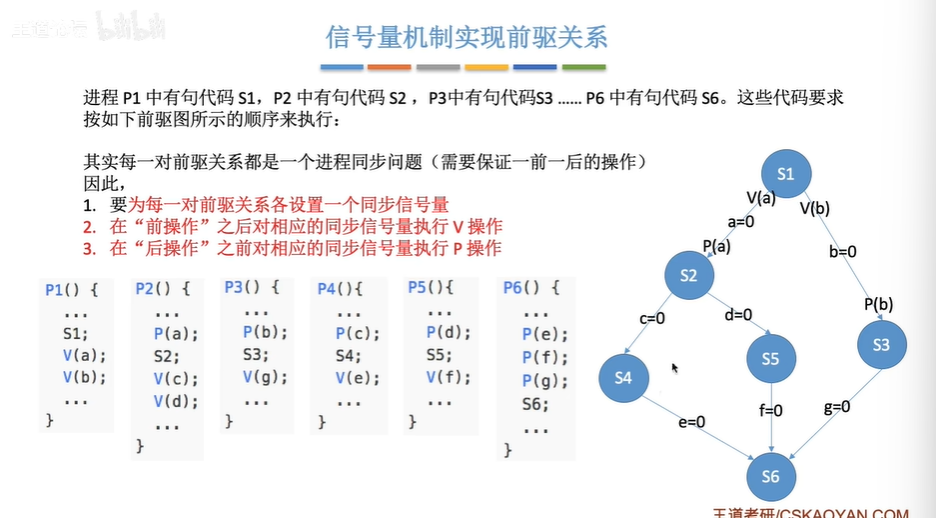 bilibili
信号量机制实现前驱关系
进程 P1 中有句代码 S1，P2 中有句代码 S2 ，P3中有句代码S3 …… P6 中有句代码 S6。这些代码要求
按如下前驱图所示的顺序来执行：
其实每一对前驱关系都是一个进程同步问题（需要保证一前一后的操作）
因此，
1. 要为每一对前驱关系各设置一个同步信号量
2. 在“前操作”之后对相应的同步信号量执行 V 操作
3. 在“后操作”之前对相应的同步信号量执行 P 操作
P1() {
...
S1;
V(a);
V(b);
...
}
P2() {
...
P(a);
S2;
V(c);
V(d);
...
}
P3() {
...
P(b);
S3;
V(g);
...
}
P4(){
...
P(c);
S4;
V(e);
...
}
P5(){
...
P(d);
S5;
V(f);
...
}
P6() {
...
P(e);
P(f);
P(g);
S6;
...
}
S1
V(a)
V(b)
a=0
b=0
P(a)
S2
P(b)
c=0
d=0
S3
S4
S5
e=0
f=0
g=0
S6
王道考研/CSKAOYAN.COM